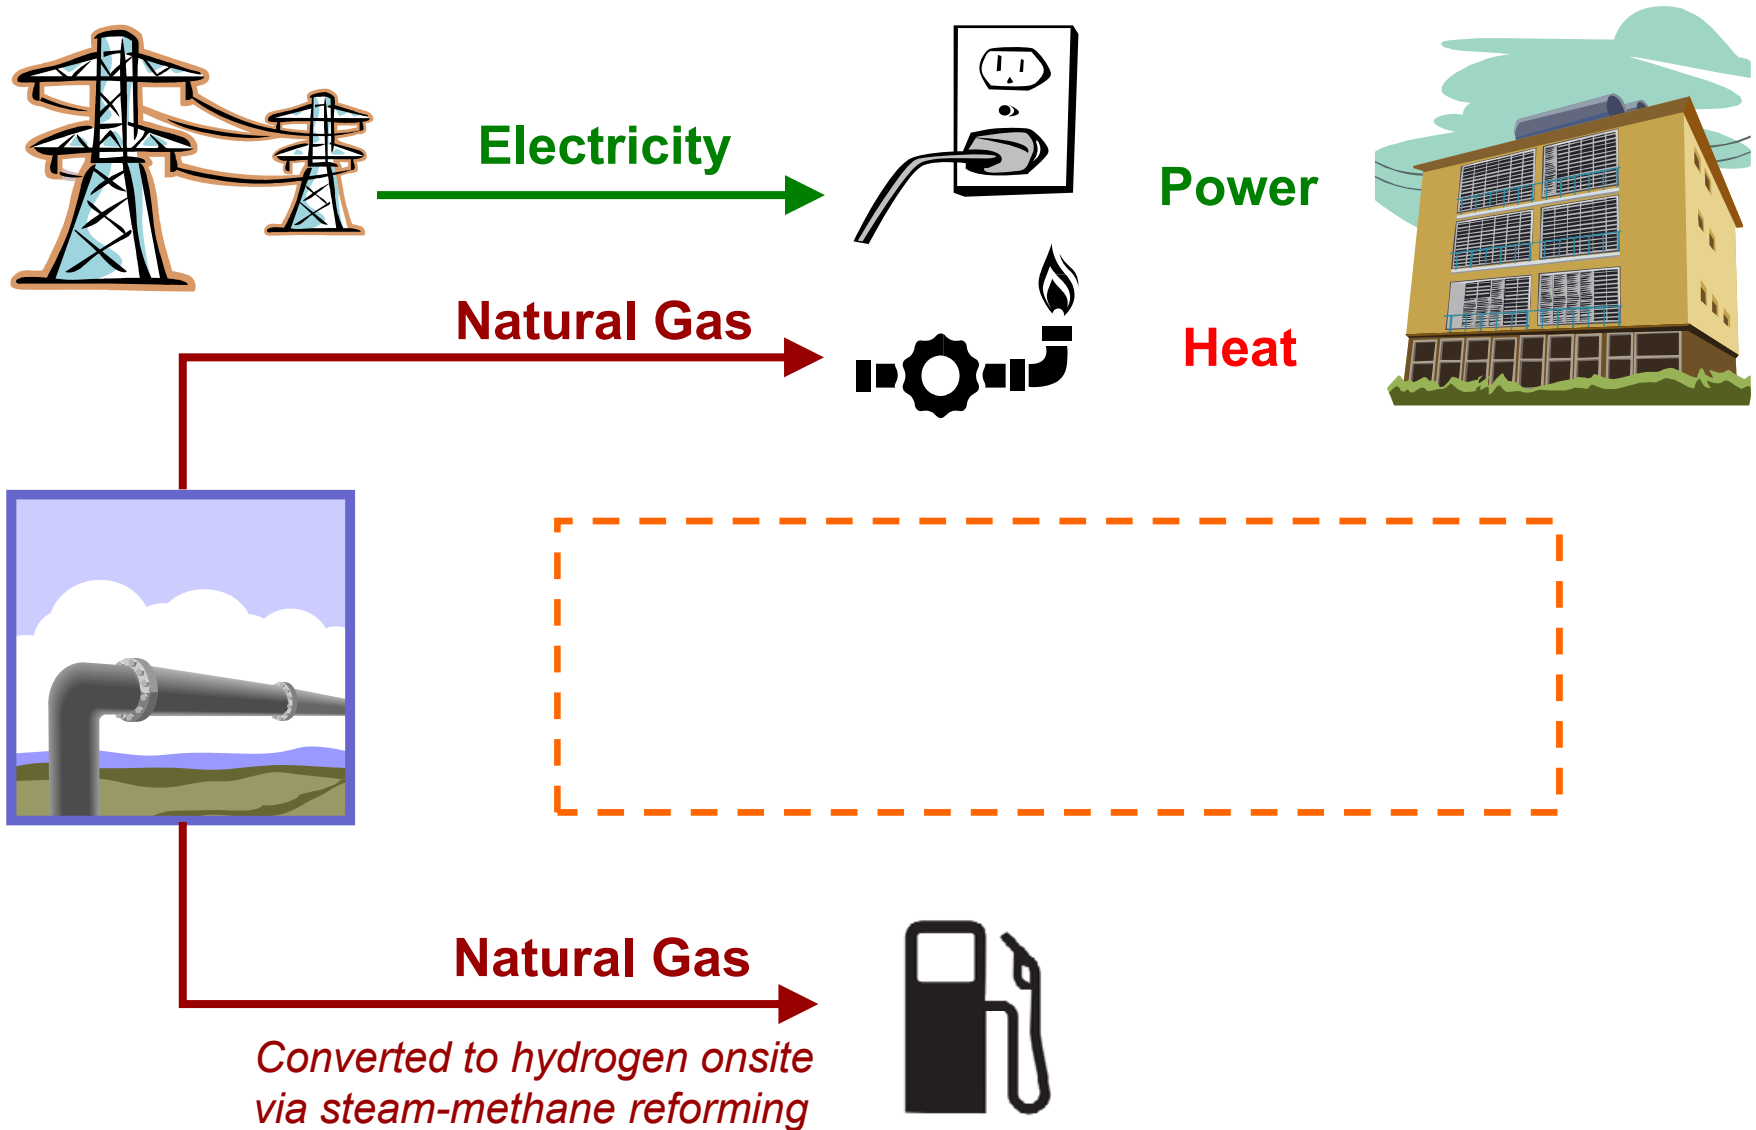 Electricity
Power
Natural Gas
Heat
Natural Gas
Converted to hydrogen onsite
via steam-methane reforming